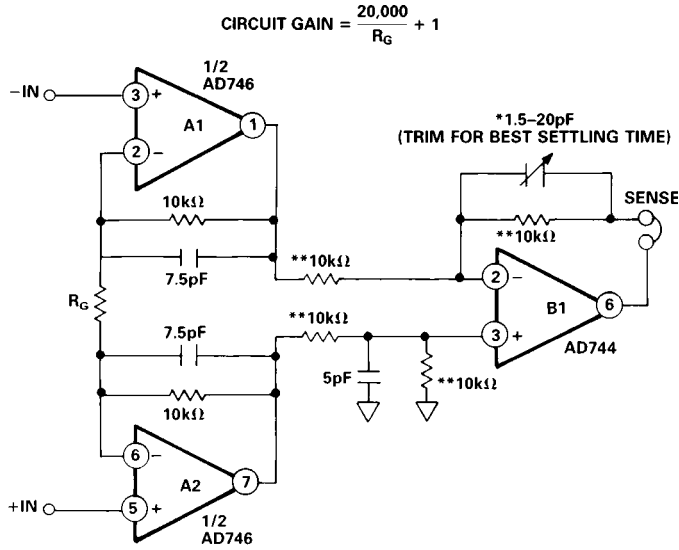 CIRCUIT GAIN = 20,000 / RG + 1
1/2
AD746
–IN
3
+
A1
1
2
–
*1.5–20pF
(TRIM FOR BEST SETTLING TIME)
10kΩ
SENSE
**10kΩ
7.5pF
**10kΩ
2
–
RG
B1
6
7.5pF
**10kΩ
3
+
AD744
5pF
**10kΩ
10kΩ
6
–
A2
7
+IN
5
+
1/2
AD746